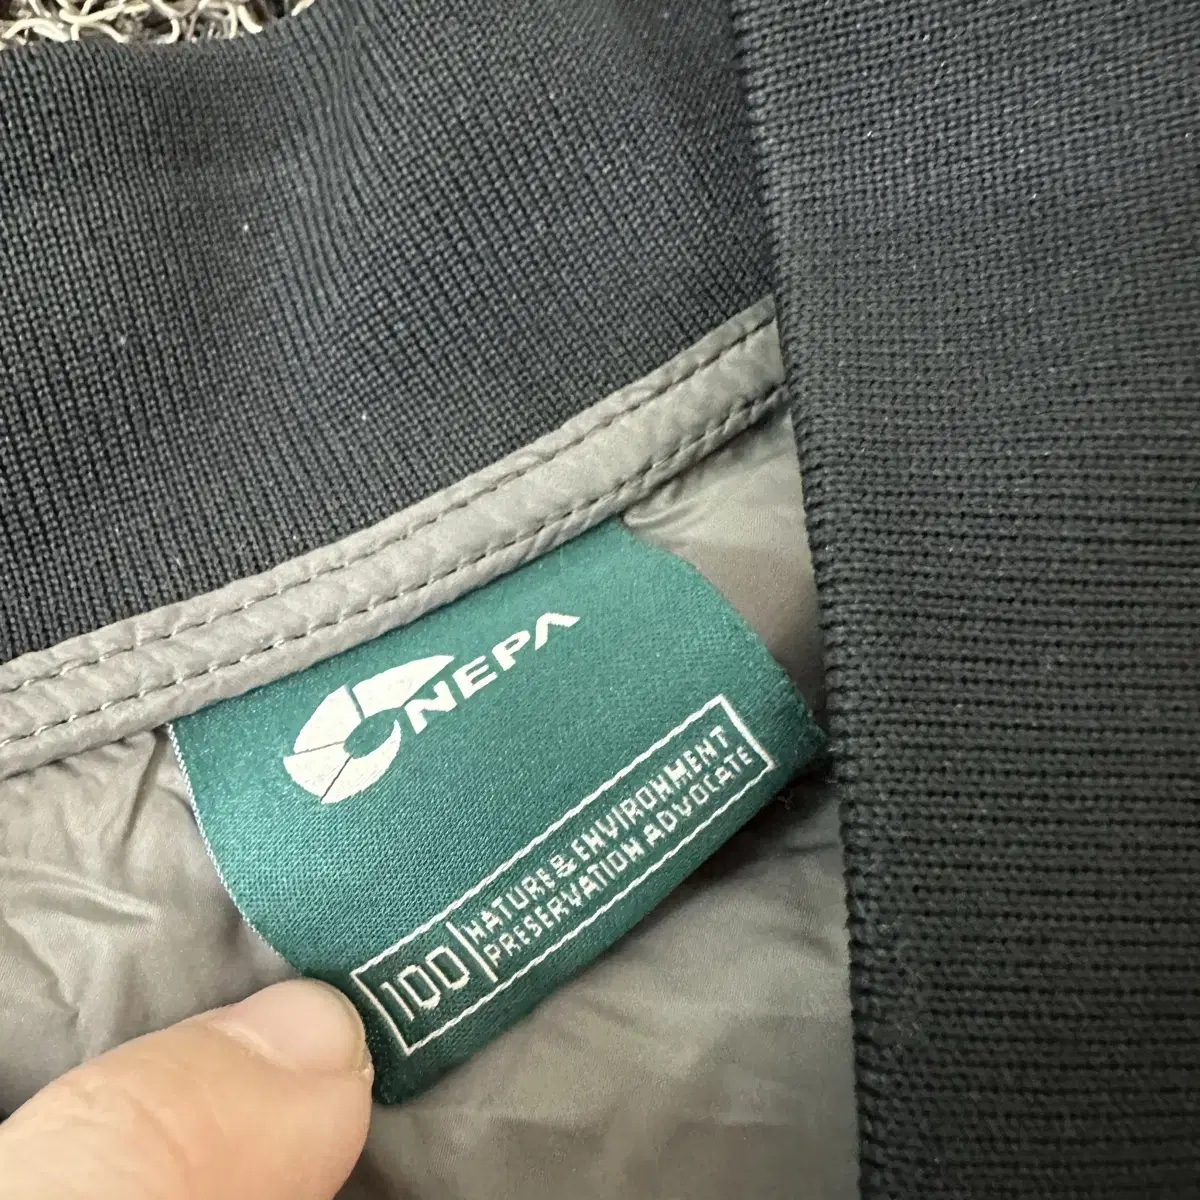 NEPA
100
NATURE & ENVIRONMENT
PRESERVATION ADVOCATE